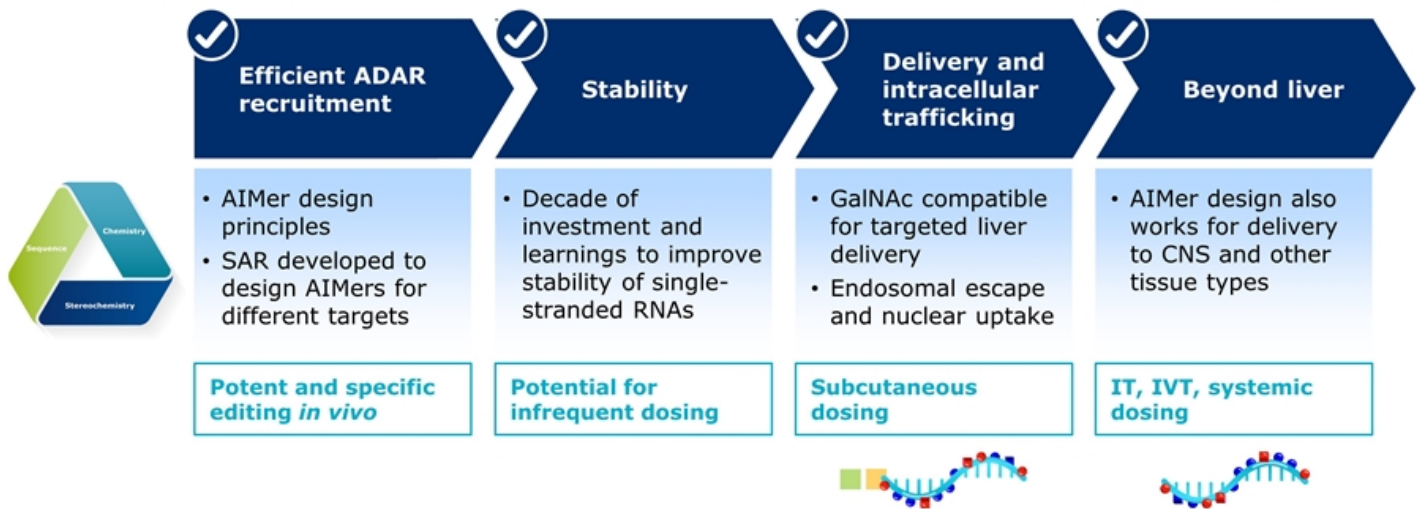 Efficient ADAR
recruitment
Stability
Delivery and
intracellular
trafficking
Beyond liver
Sequence
Chemistry
Stereochemistry
• AIMer design
principles
• SAR developed to
design AIMers for
different targets
• Decade of
investment and
learnings to improve
stability of single-
stranded RNAs
• GalNAc compatible
for targeted liver
delivery
• Endosomal escape
and nuclear uptake
• AIMer design also
works for delivery
to CNS and other
tissue types
Potent and specific
editing in vivo
Potential for
infrequent dosing
Subcutaneous
dosing
IT, IVT, systemic
dosing